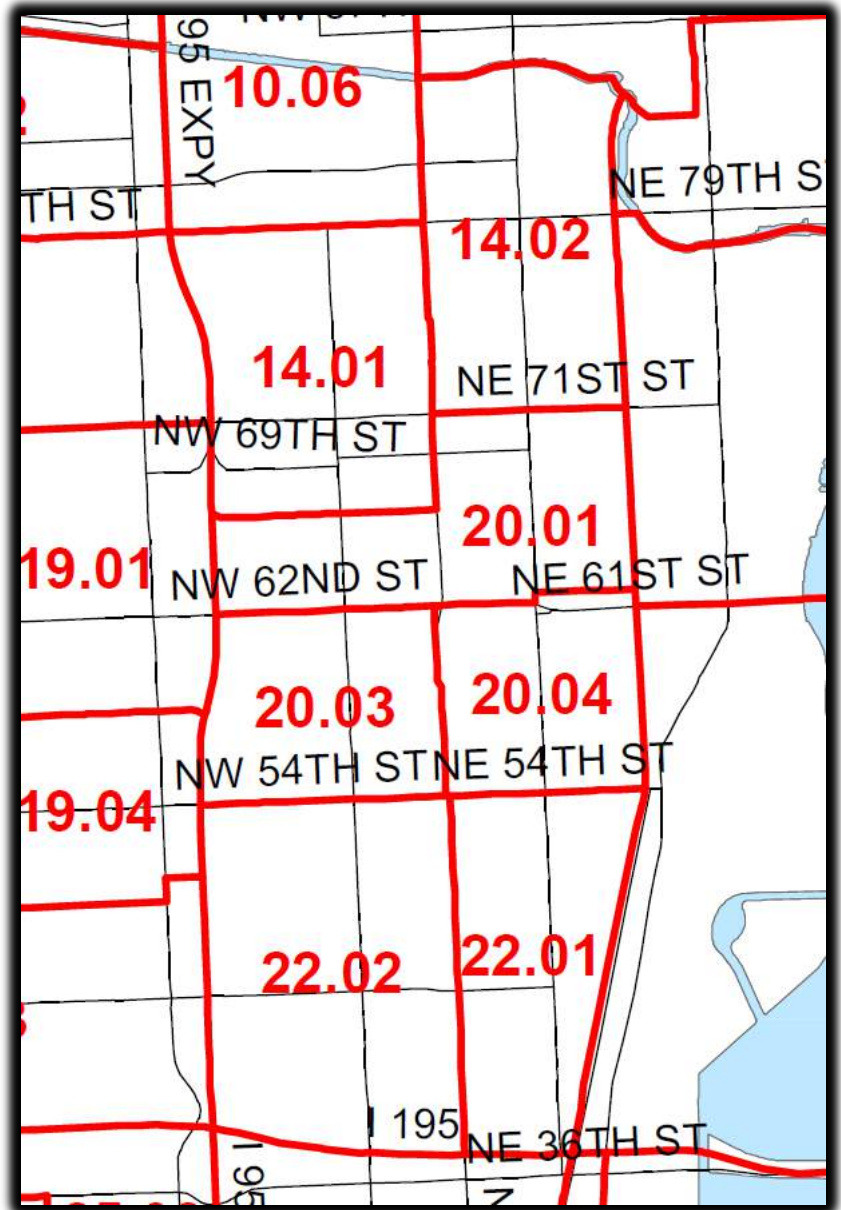 95 EXPY
10.06
NE 79TH S
TH ST
14.02
14.01
NE 71ST ST
NW 69TH ST
20.01
19.01
NW 62ND ST
NE 61ST ST
20.03
20.04
NW 54TH ST
NE 54TH ST
19.04
22.02
22.01
I 195
NE 36TH ST
I 95
N